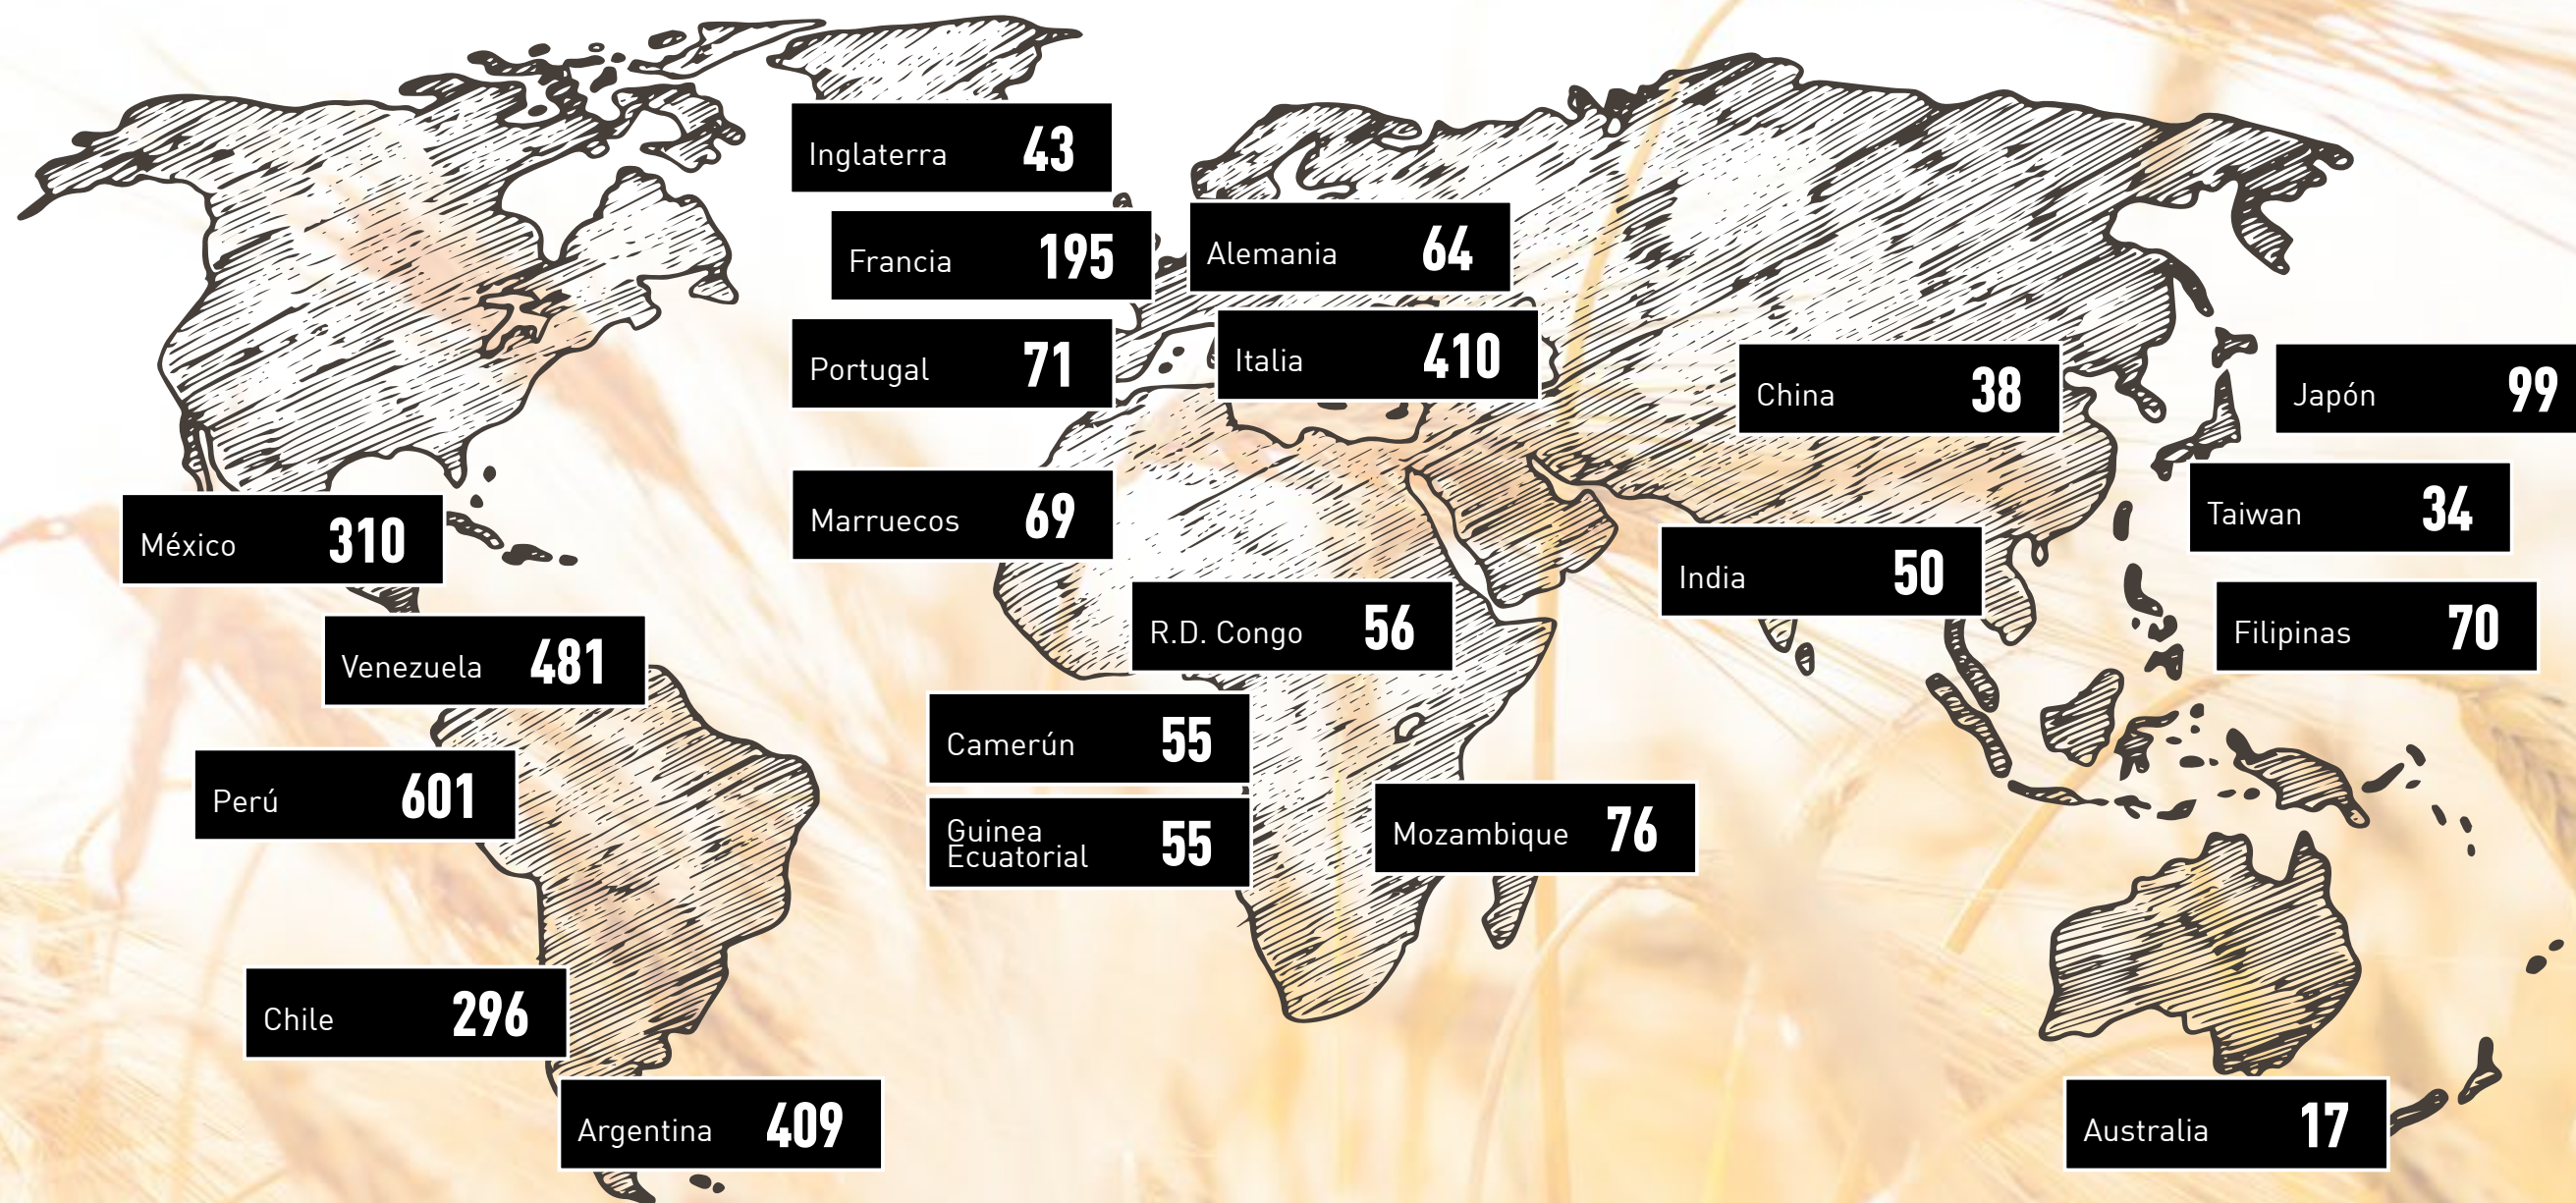 Inglaterra 43
Francia 195
Alemania 64
Portugal 71
Italia 410
China 38
Japón 99
Marruecos 69
México 310
Taiwan 34
India 50
R.D. Congo 56
Filipinas 70
Venezuela 481
Camerún 55
Perú 601
Guinea
Ecuatorial 55
Mozambique 76
Chile 296
Argentina 409
Australia 17